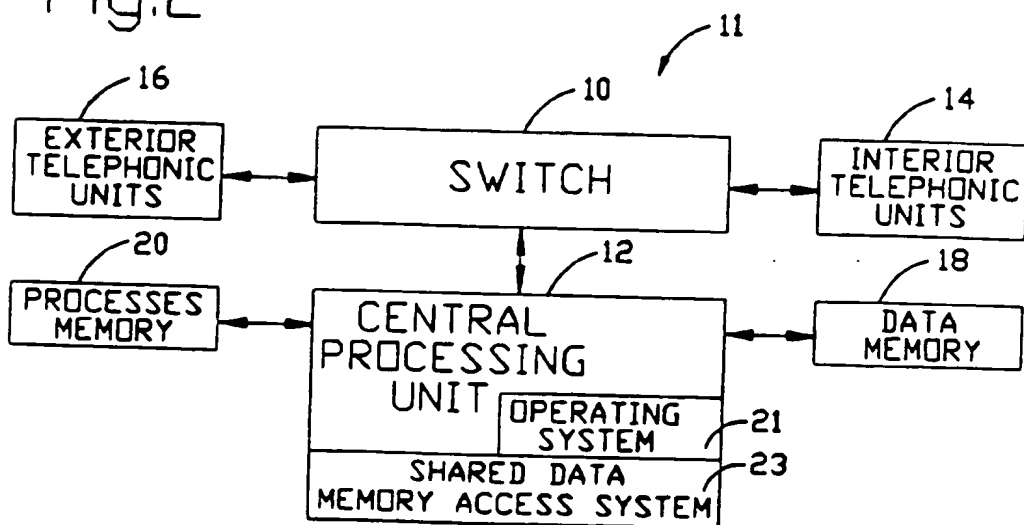 Fig.2
11
16
10
14
EXTERIOR
TELEPHONIC
UNITS
SWITCH
INTERIOR
TELEPHONIC
UNITS
20
12
18
PROCESSES
MEMORY
CENTRAL
PROCESSING
UNIT
DATA
MEMORY
OPERATING
SYSTEM
21
SHARED DATA
MEMORY ACCESS SYSTEM
23